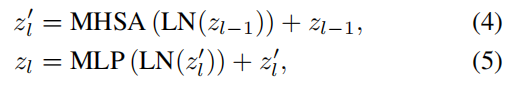 z′_l = MHSA (LN(z_{l−1})) + z_{l−1}, (4)
z_l = MLP (LN(z′_l)) + z′_l, (5)